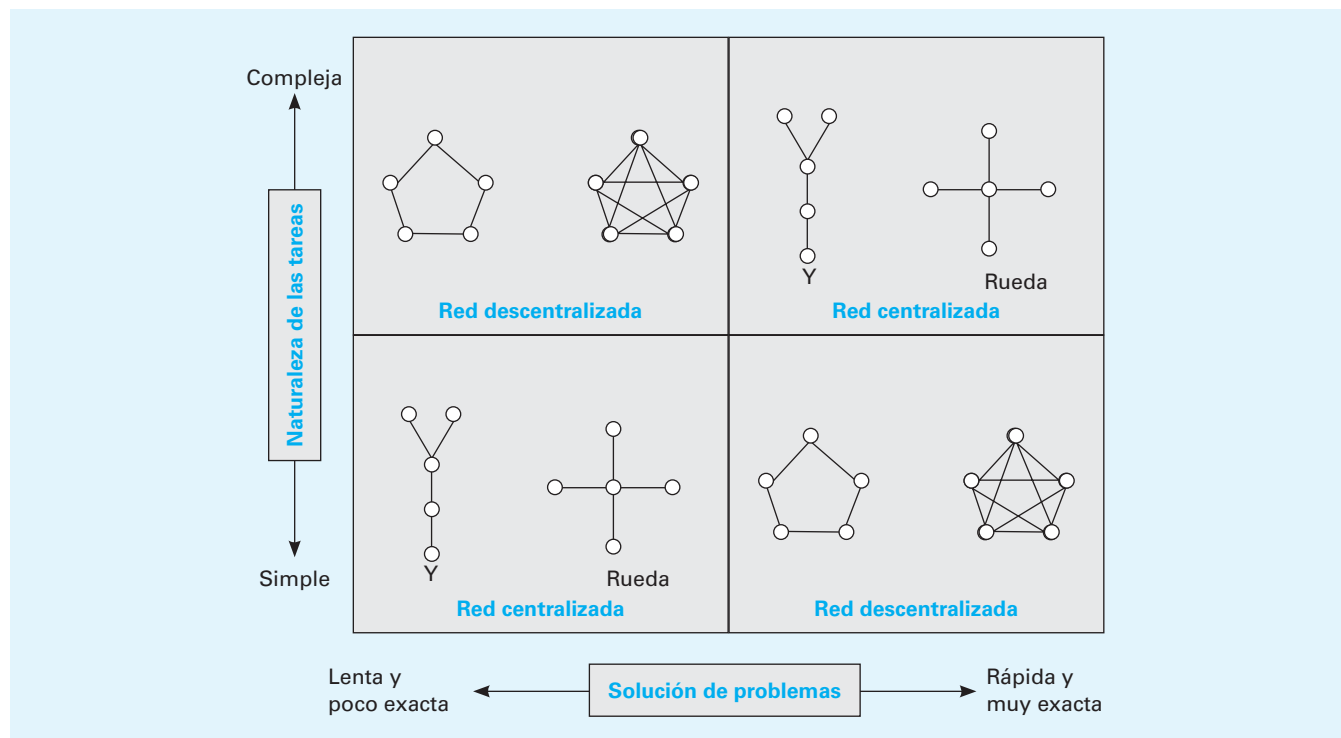 Compleja
Naturaleza de las tareas
Simple
Y
Rueda
Red descentralizada
Red centralizada
Y
Rueda
Red centralizada
Red descentralizada
Lenta y
poco exacta
Solución de problemas
Rápida y
muy exacta